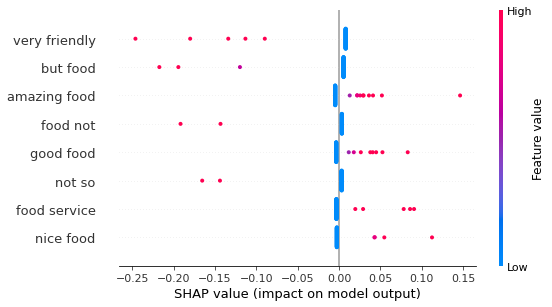 High
very friendly
but food
amazing food
food not
good food
not so
food service
nice food
Feature value
Low
−0.25 −0.20 −0.15 −0.10 −0.05 0.00 0.05 0.10 0.15
SHAP value (impact on model output)